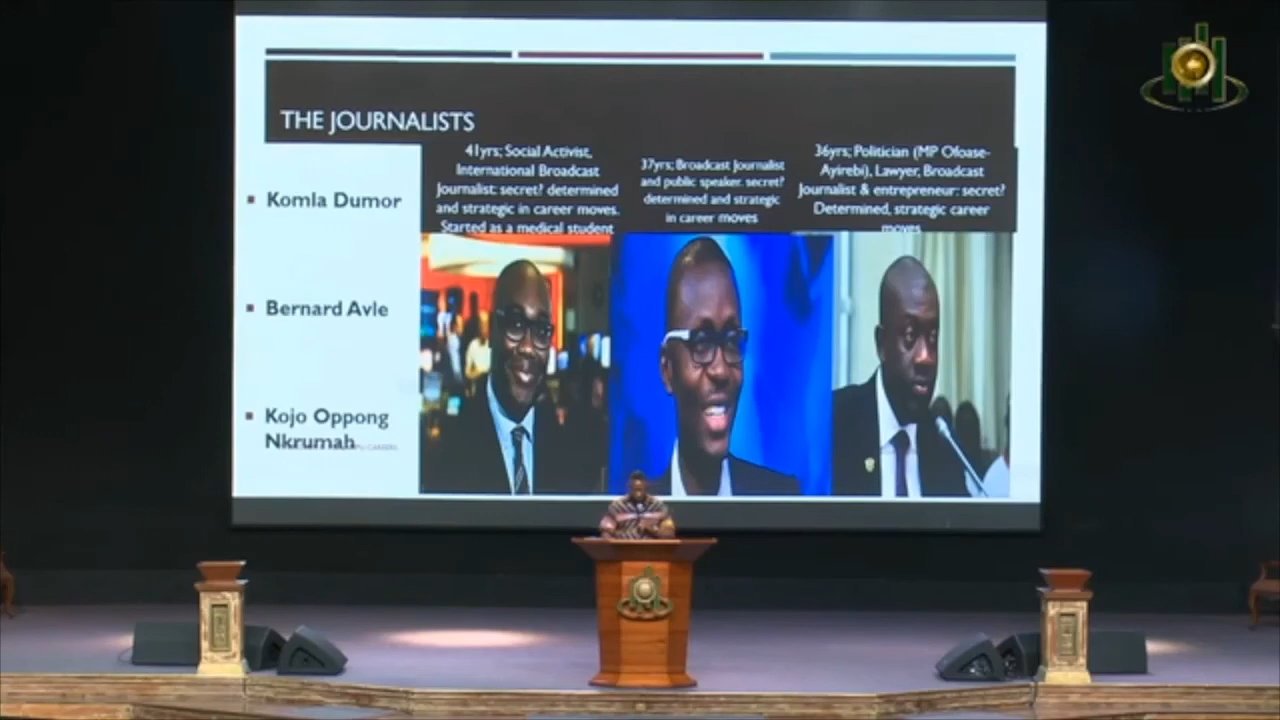 THE JOURNALISTS
41yrs; Social Activist,
International Broadcast
Journalist: secret? determined
and strategic in career moves.
Started as a medical student
37yrs; Broadcast Journalist
and public speaker. secret?
determined and strategic
in career moves
36yrs; Politician (MP Ofoase-
Ayirebi), Lawyer, Broadcast
Journalist & entrepreneur: secret?
Determined, strategic career
moves
Komla Dumor
Bernard Avle
Kojo Oppong
Nkrumah